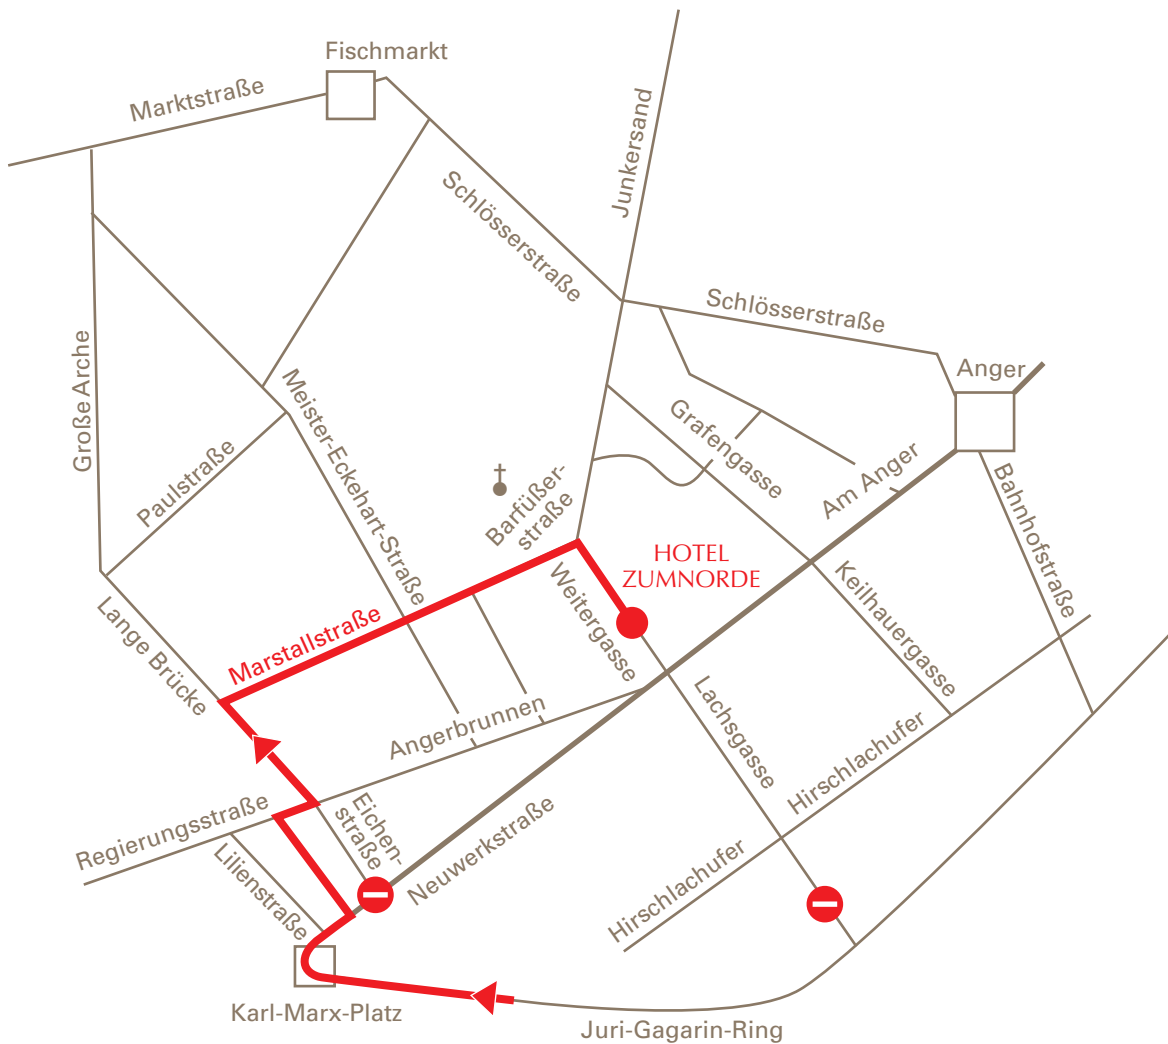 Fischmarkt
Marktstraße
Junkersand
Schlösserstraße
Schlösserstraße
Anger
Große Arche
Meister-Eckehart-Straße
Grafengasse
Paulstraße
Am Anger
Bahnhofstraße
Barfüßer-
straße
HOTEL
ZUMNORDE
Weitergasse
Keilhauergasse
Lange Brücke
Marstallstraße
Angerbrunnen
Lachsgasse
Hirschlachufer
Regierungsstraße
Eichen-
straße
Neuwerkstraße
Lilienstraße
Hirschlachufer
Karl-Marx-Platz
Juri-Gagarin-Ring